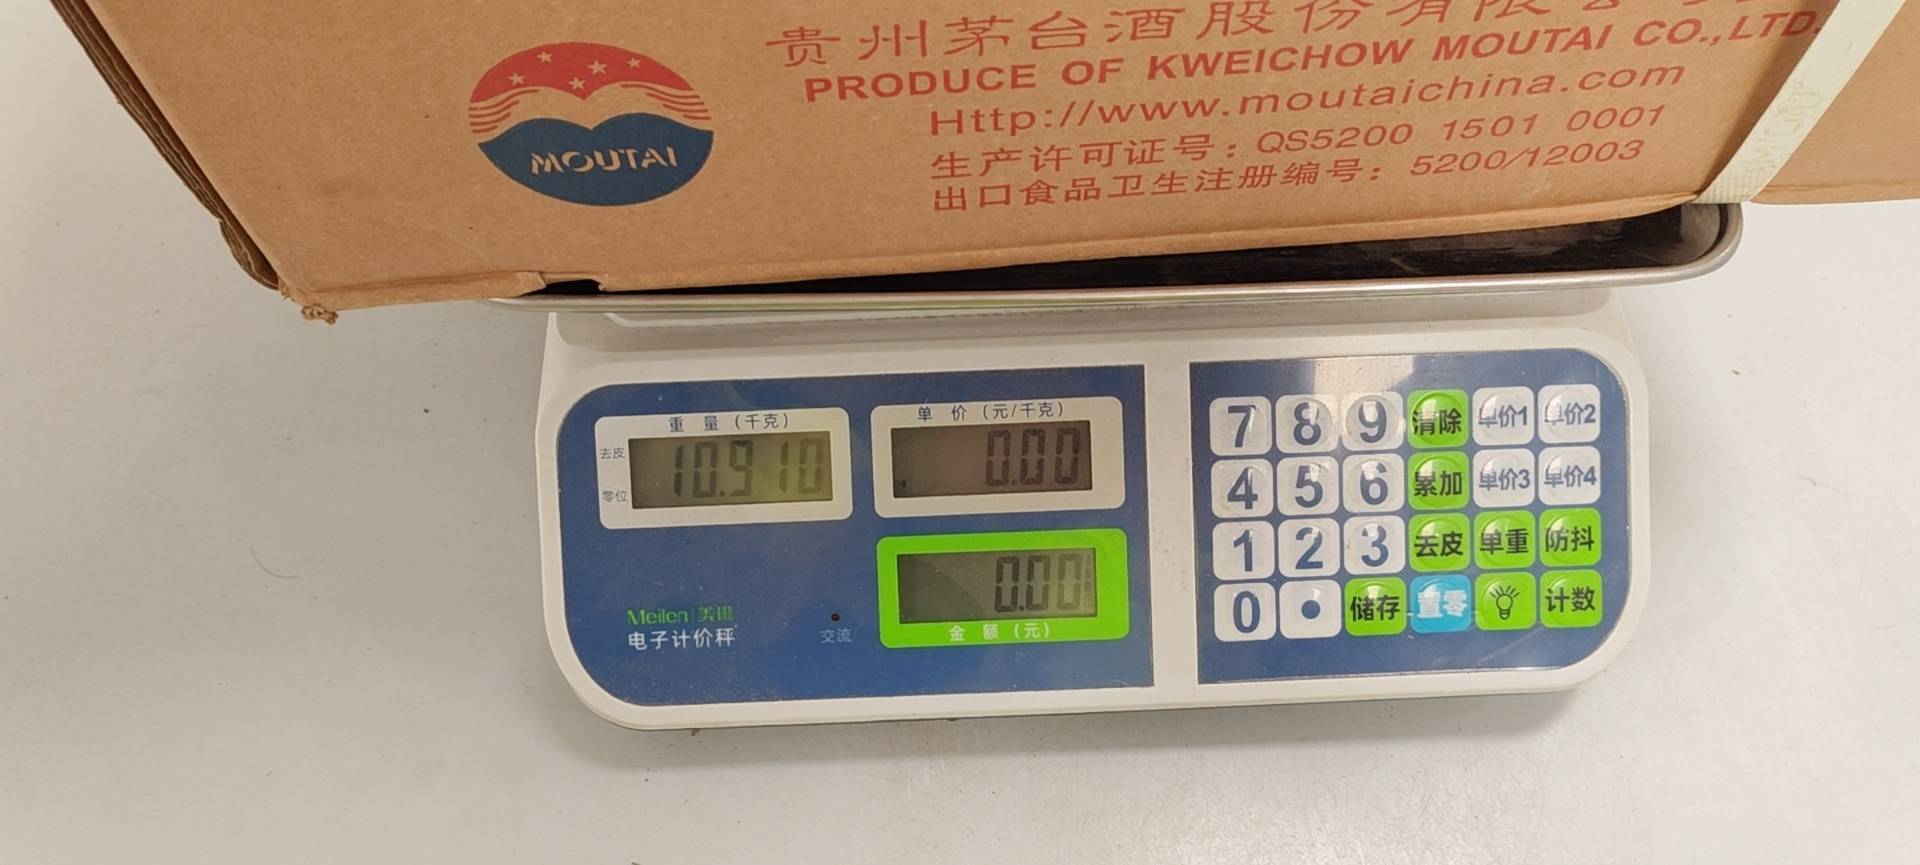 贵州茅台酒股份有限
PRODUCE OF KWEICHOW MOUTAI CO.,LTD.
Http://www.moutaichina.com
生产许可证号：QS5200 1501 0001
出口食品卫生注册编号：5200/12003
MOUTAI
重量(千克)
去皮
零位
10.910
单价(元/千克)
0.00
0.00
金额(元)
Meilen 美琳
电子计价秤
交流
7 8 9 清除 单价1 单价2
4 5 6 累加 单价3 单价4
1 2 3 去皮 单重 防抖
0 • 储存 置零 计数